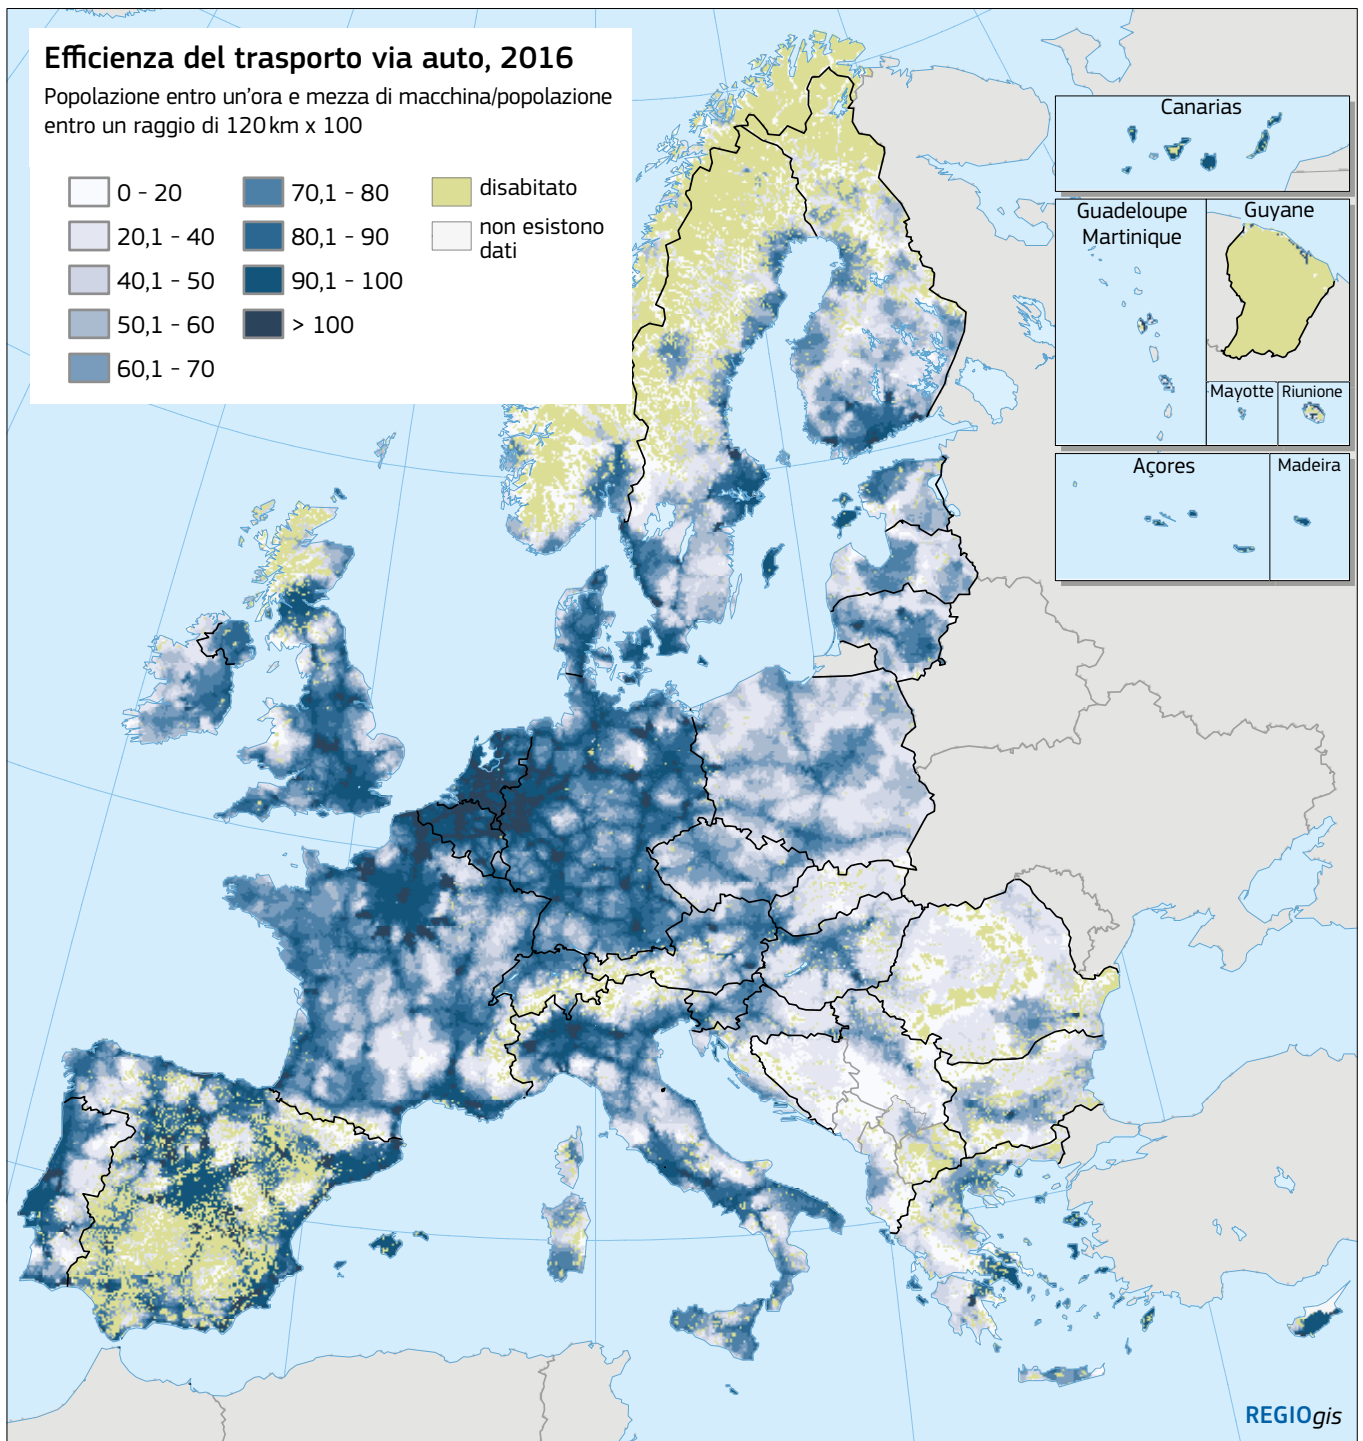 Efficienza del trasporto via auto, 2016
Popolazione entro un'ora e mezza di macchina/popolazione
entro un raggio di 120 km x 100
0 - 20
20,1 - 40
40,1 - 50
50,1 - 60
60,1 - 70
70,1 - 80
80,1 - 90
90,1 - 100
> 100
disabitato
non esistono
dati
Canarias
Guadeloupe
Martinique
Guyane
Mayotte
Riunione
Açores
Madeira
REGIOgis